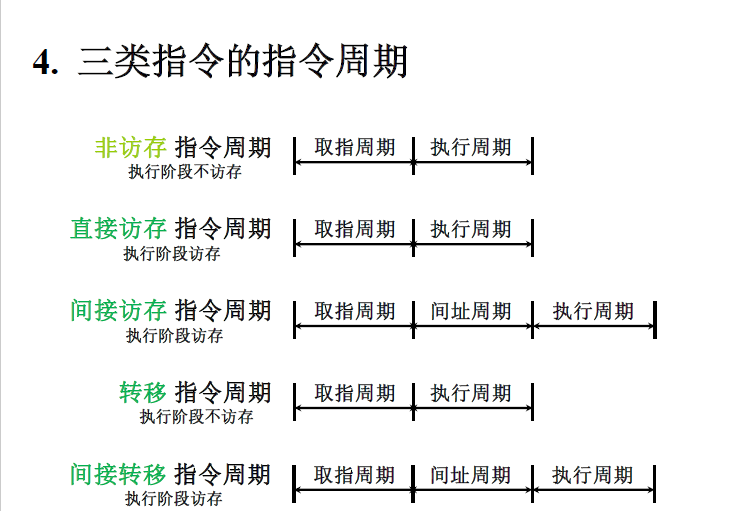 4. 三类指令的指令周期
非访存 指令周期 取指周期 执行周期
执行阶段不访存
直接访存 指令周期 取指周期 执行周期
执行阶段访存
间接访存 指令周期 取指周期 间址周期 执行周期
执行阶段访存
转移 指令周期 取指周期 执行周期
执行阶段不访存
间接转移 指令周期 取指周期 间址周期 执行周期
执行阶段访存